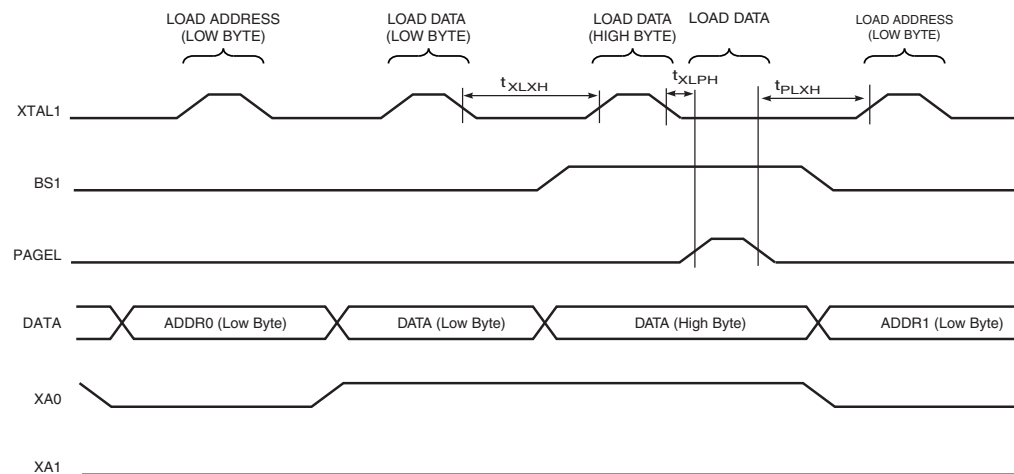 LOAD ADDRESS
(LOW BYTE)
LOAD DATA
(LOW BYTE)
LOAD DATA
(HIGH BYTE)
LOAD DATA
LOAD ADDRESS
(LOW BYTE)
tXLXH
tXLPH
tPLXH
XTAL1
BS1
PAGEL
DATA
ADDR0 (Low Byte)
DATA (Low Byte)
DATA (High Byte)
ADDR1 (Low Byte)
XA0
XA1